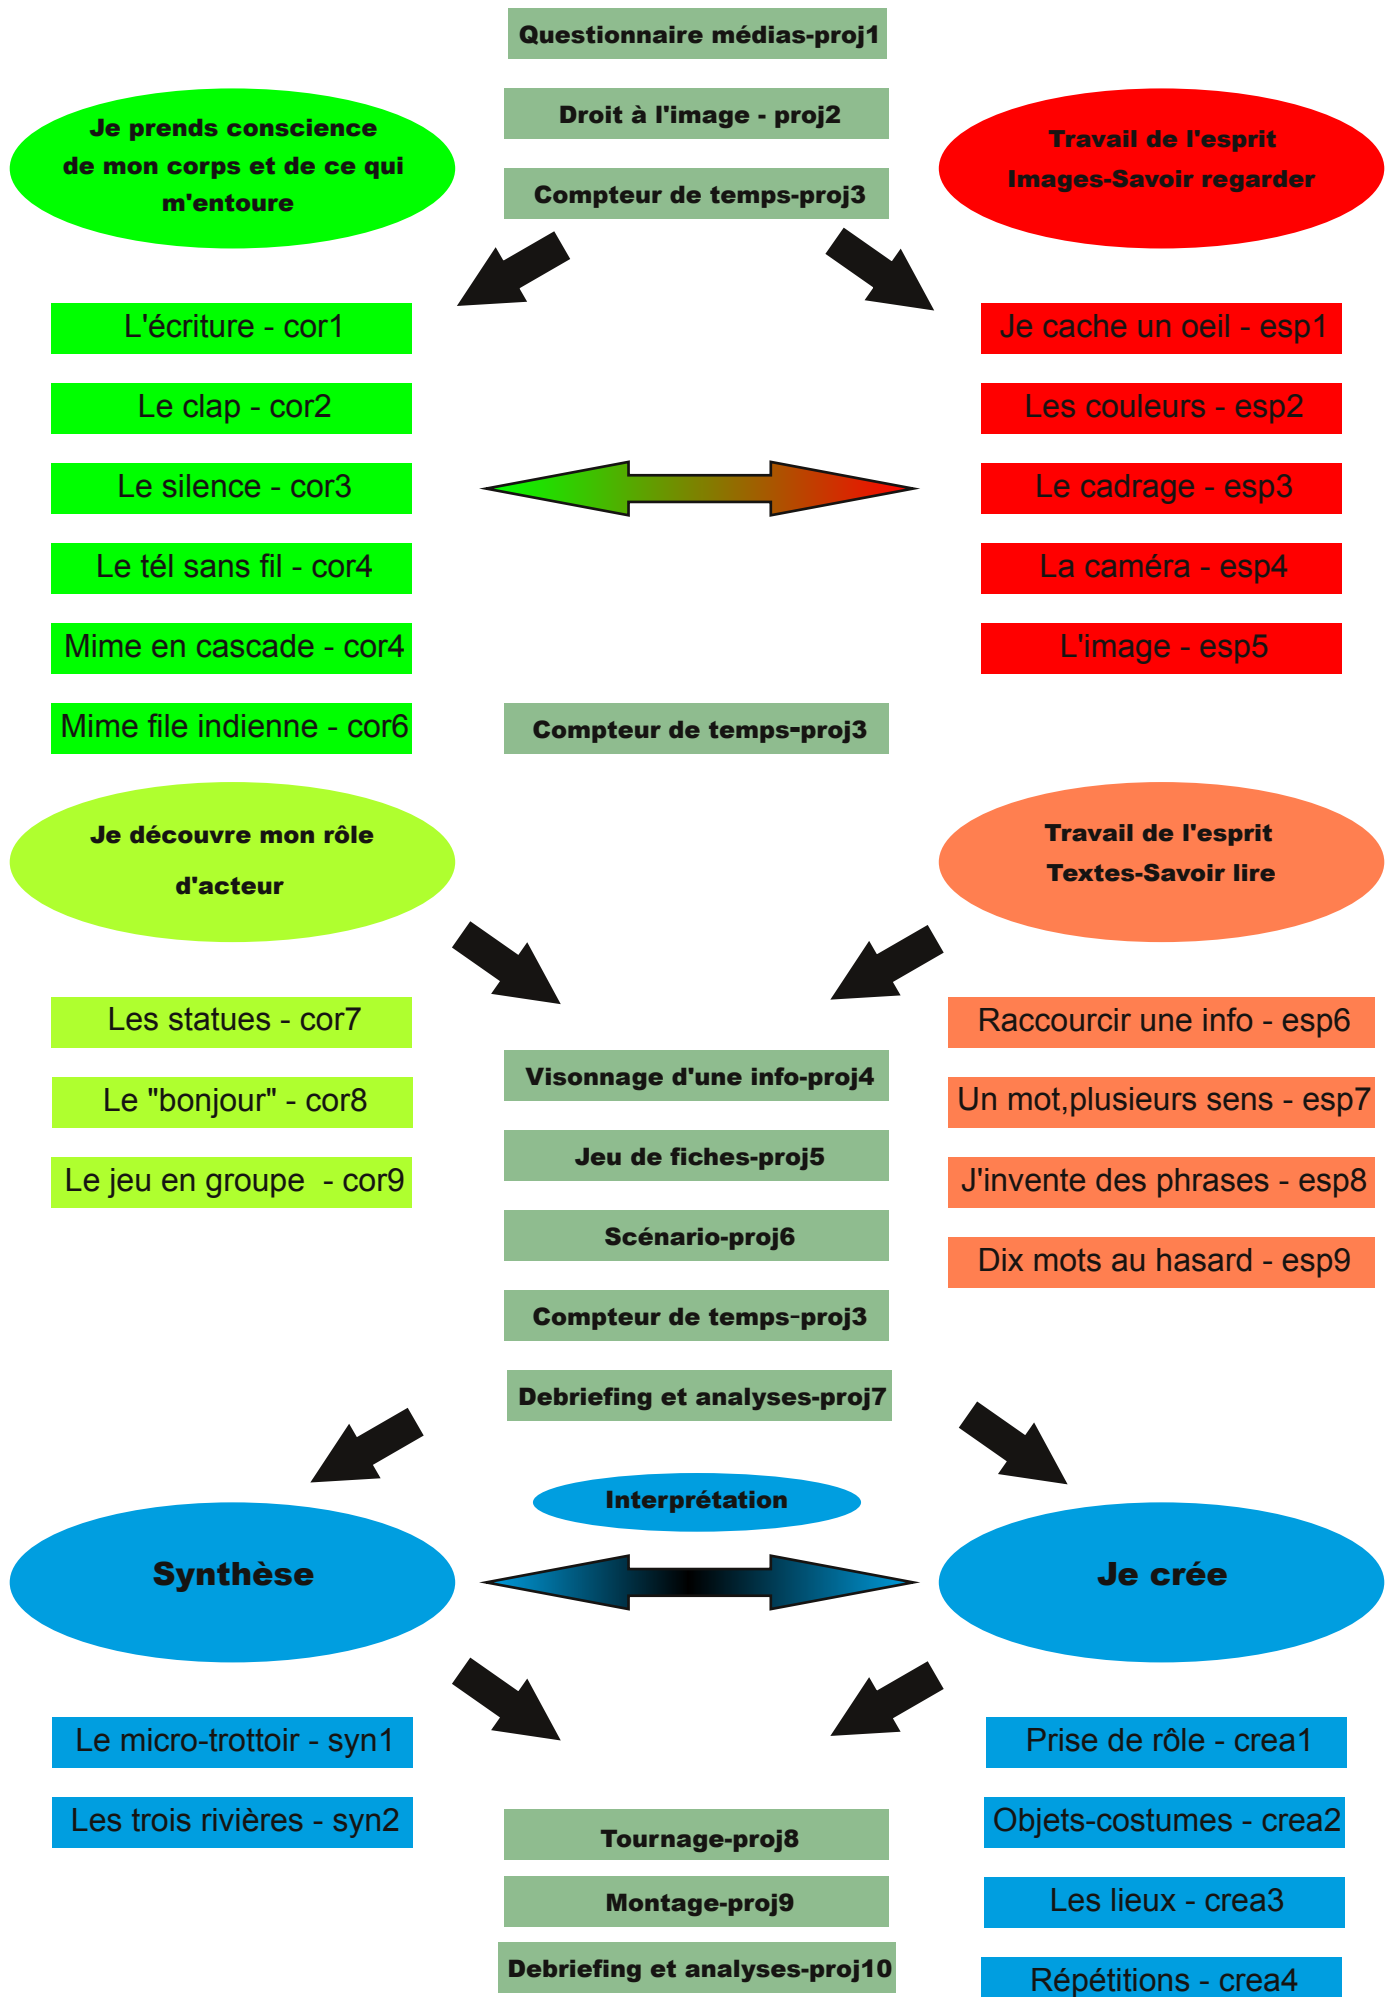 Questionnaire médias-proj1
Droit à l'image - proj2
Compteur de temps-proj3
Je prends conscience
de mon corps et de ce qui
m'entoure
Travail de l'esprit
Images-Savoir regarder
L'écriture - cor1
Le clap - cor2
Le silence - cor3
Le tél sans fil - cor4
Mime en cascade - cor4
Mime file indienne - cor6
Je cache un oeil - esp1
Les couleurs - esp2
Le cadrage - esp3
La caméra - esp4
L'image - esp5
Compteur de temps-proj3
Je découvre mon rôle
d'acteur
Travail de l'esprit
Textes-Savoir lire
Les statues - cor7
Le "bonjour" - cor8
Le jeu en groupe  - cor9
Visonnage d'une info-proj4
Jeu de fiches-proj5
Scénario-proj6
Compteur de temps-proj3
Debriefing et analyses-proj7
Raccourcir une info - esp6
Un mot,plusieurs sens - esp7
J'invente des phrases - esp8
Dix mots au hasard - esp9
Interprétation
Synthèse
Je crée
Le micro-trottoir - syn1
Les trois rivières - syn2
Tournage-proj8
Montage-proj9
Debriefing et analyses-proj10
Prise de rôle - crea1
Objets-costumes - crea2
Les lieux - crea3
Répétitions - crea4